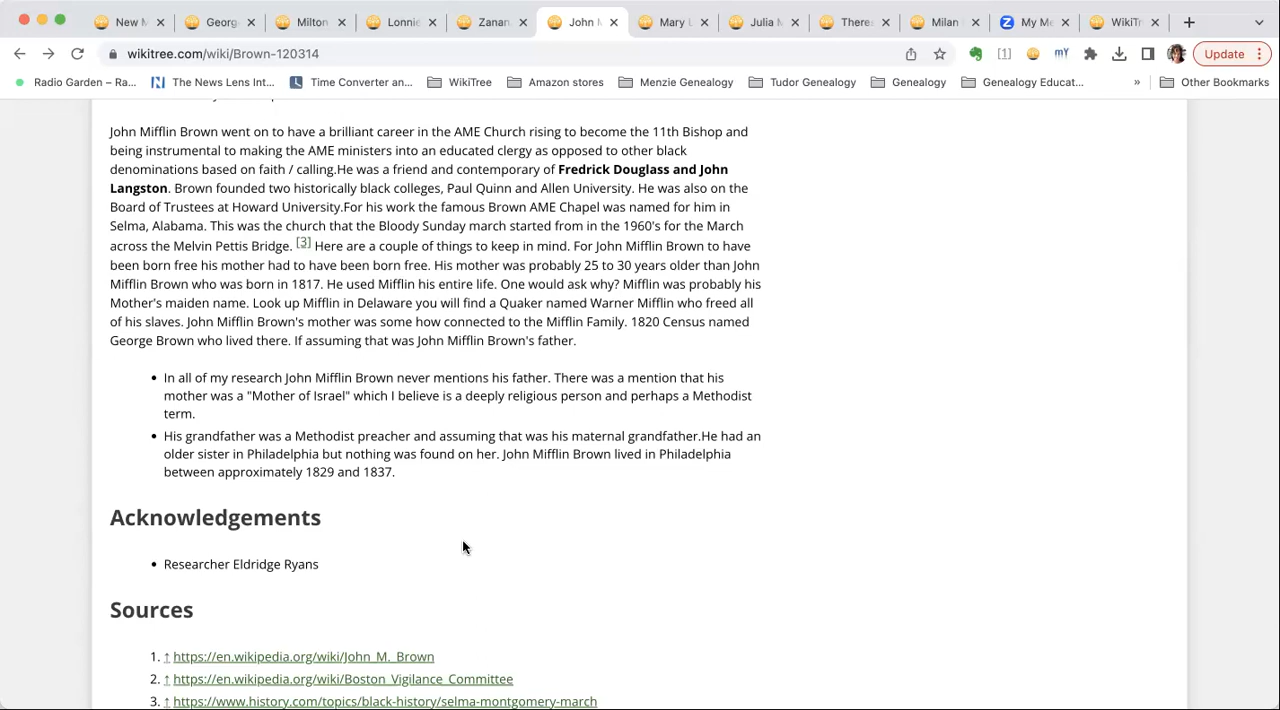 New M
Georg
Milton
Lonnie
Zanan
John M
Mary L
Julia M
Theres
Milan
Z My Me
WikiTr
wikitree.com/wiki/Brown-120314
[1]
mY
Update
Radio Garden – Ra...
The News Lens Int...
Time Converter an...
WikiTree
Amazon stores
Menzie Genealogy
Tudor Genealogy
Genealogy
Genealogy Educat...
»
Other Bookmarks
John Mifflin Brown went on to have a brilliant career in the AME Church rising to become the 11th Bishop and
being instrumental to making the AME ministers into an educated clergy as opposed to other black
denominations based on faith / calling.He was a friend and contemporary of Fredrick Douglass and John
Langston. Brown founded two historically black colleges, Paul Quinn and Allen University. He was also on the
Board of Trustees at Howard University.For his work the famous Brown AME Chapel was named for him in
Selma, Alabama. This was the church that the Bloody Sunday march started from in the 1960's for the March
across the Melvin Pettis Bridge. [3] Here are a couple of things to keep in mind. For John Mifflin Brown to have
been born free his mother had to have been born free. His mother was probably 25 to 30 years older than John
Mifflin Brown who was born in 1817. He used Mifflin his entire life. One would ask why? Mifflin was probably his
Mother's maiden name. Look up Mifflin in Delaware you will find a Quaker named Warner Mifflin who freed all
of his slaves. John Mifflin Brown's mother was some how connected to the Mifflin Family. 1820 Census named
George Brown who lived there. If assuming that was John Mifflin Brown's father.
• In all of my research John Mifflin Brown never mentions his father. There was a mention that his
mother was a "Mother of Israel" which I believe is a deeply religious person and perhaps a Methodist
term.
• His grandfather was a Methodist preacher and assuming that was his maternal grandfather.He had an
older sister in Philadelphia but nothing was found on her. John Mifflin Brown lived in Philadelphia
between approximately 1829 and 1837.
Acknowledgements
• Researcher Eldridge Ryans
Sources
1. ↑ https://en.wikipedia.org/wiki/John_M._Brown
2. ↑ https://en.wikipedia.org/wiki/Boston_Vigilance_Committee
3. ↑ https://www.history.com/topics/black-history/selma-montgomery-march